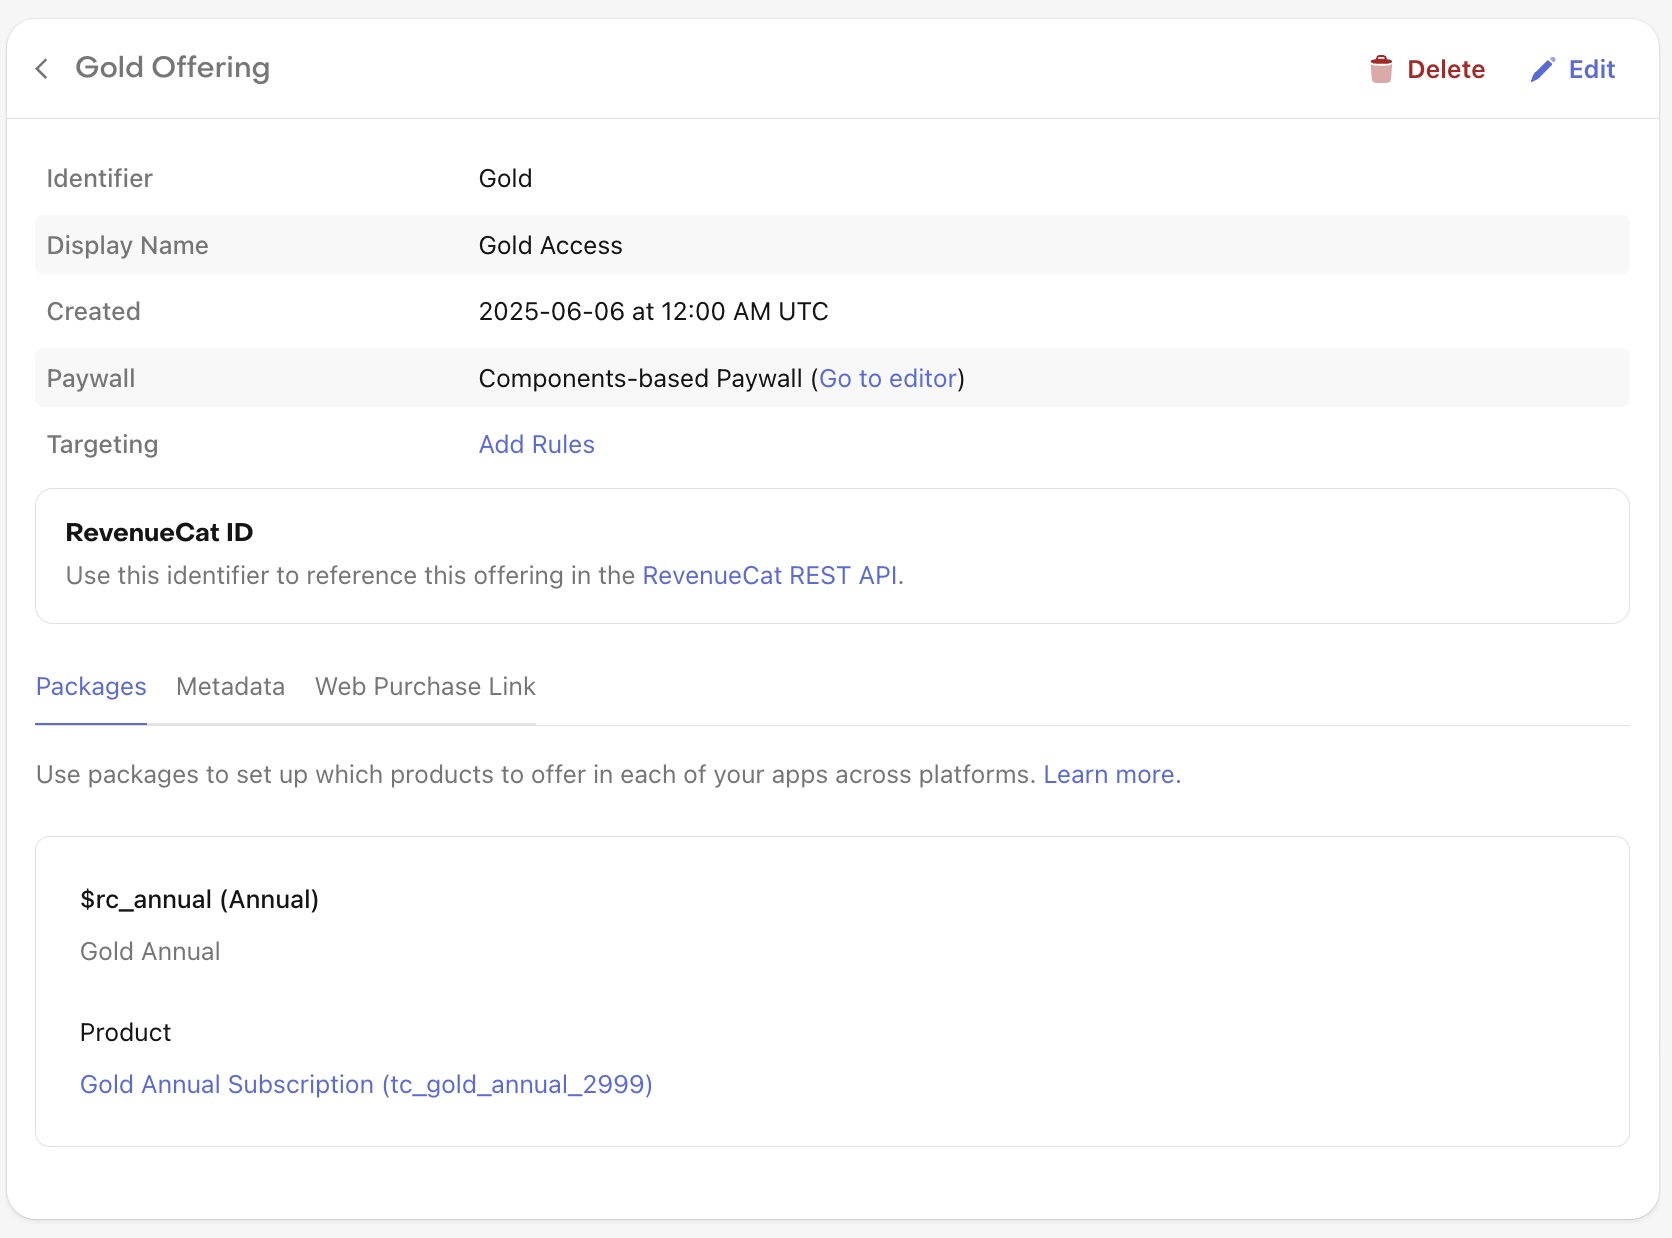 Gold Offering
Delete
Edit
Identifier Gold
Display Name Gold Access
Created 2025-06-06 at 12:00 AM UTC
Paywall Components-based Paywall (Go to editor)
Targeting Add Rules
RevenueCat ID
Use this identifier to reference this offering in the RevenueCat REST API.
Packages Metadata Web Purchase Link
Use packages to set up which products to offer in each of your apps across platforms. Learn more.
$rc_annual (Annual)
Gold Annual
Product
Gold Annual Subscription (tc_gold_annual_2999)